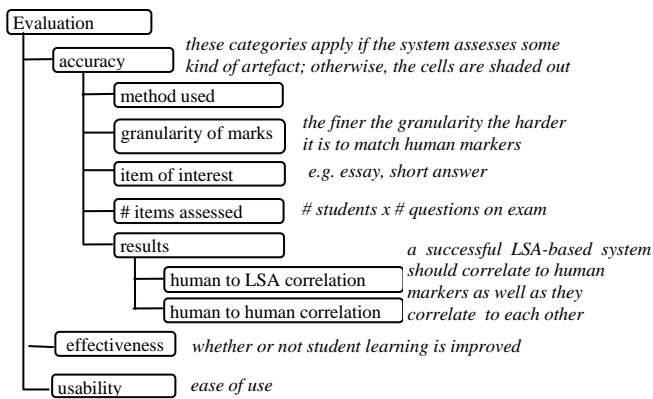 Evaluation
these categories apply if the system assesses some
kind of artefact; otherwise, the cells are shaded out
accuracy
method used
granularity of marks
the finer the granularity the harder
it is to match human markers
item of interest
e.g. essay, short answer
# items assessed
# students x # questions on exam
results
human to LSA correlation
human to human correlation
a successful LSA-based system
should correlate to human
markers as well as they
correlate to each other
effectiveness
whether or not student learning is improved
usability
ease of use